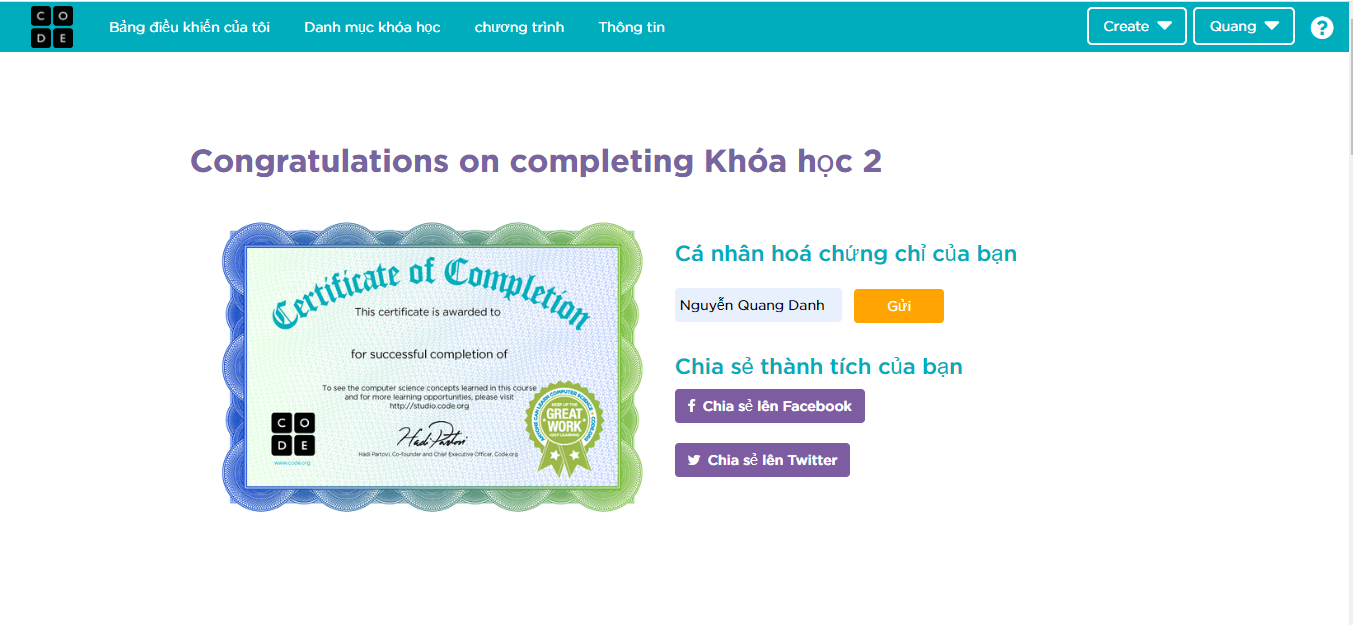 CODE
Bảng điều khiển của tôi
Danh mục khóa học
chương trình
Thông tin
Create
Quang
?
Congratulations on completing Khóa học 2
Certificate of Completion
This certificate is awarded to
for successful completion of
To see the computer science concepts learned in this course
and for more learning opportunities, please visit
http://studio.code.org
CODE
www.code.org
Hadi Partovi
Hadi Partovi, Co-founder and Chief Executive Officer, Code.org
ANYONE CAN LEARN COMPUTER SCIENCE
CODE.ORG
KEEP UP THE
GREAT
WORK
KEEP LEARNING
Cá nhân hoá chứng chỉ của bạn
Nguyễn Quang Danh
Gửi
Chia sẻ thành tích của bạn
Chia sẻ lên Facebook
Chia sẻ lên Twitter